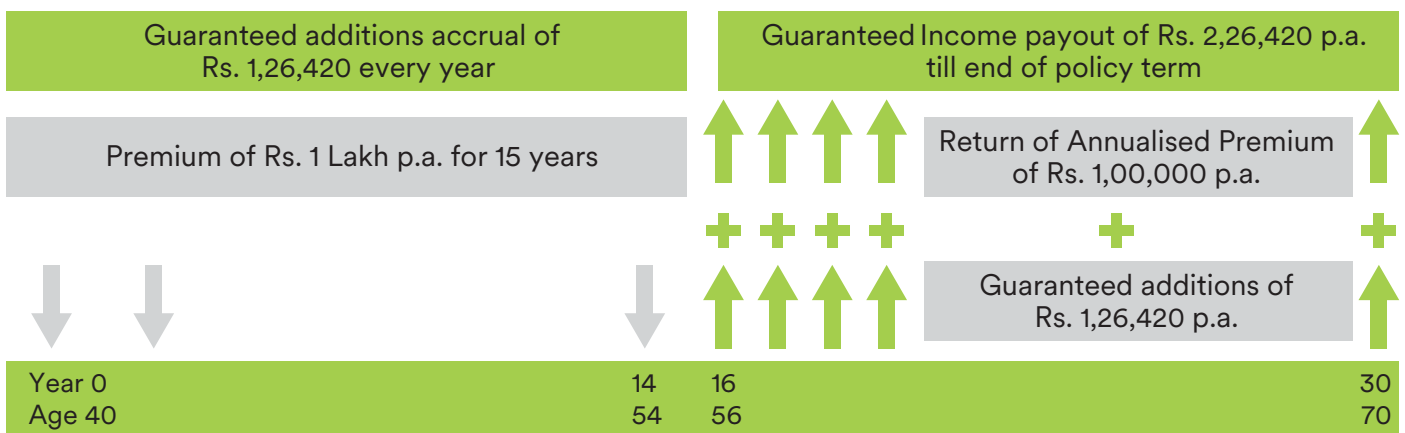 Guaranteed additions accrual of
Rs. 1,26,420 every year
Guaranteed Income payout of Rs. 2,26,420 p.a.
till end of policy term
Premium of Rs. 1 Lakh p.a. for 15 years
Return of Annualised Premium
of Rs. 1,00,000 p.a.
Guaranteed additions of
Rs. 1,26,420 p.a.
Year 0 14 16 30
Age 40 54 56 70